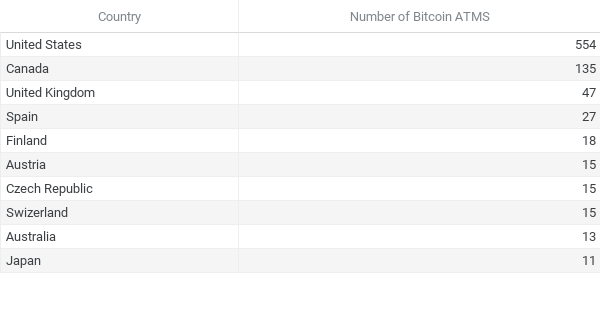 Country Number of Bitcoin ATMS
United States 554
Canada 135
United Kingdom 47
Spain 27
Finland 18
Austria 15
Czech Republic 15
Swizerland 15
Australia 13
Japan 11